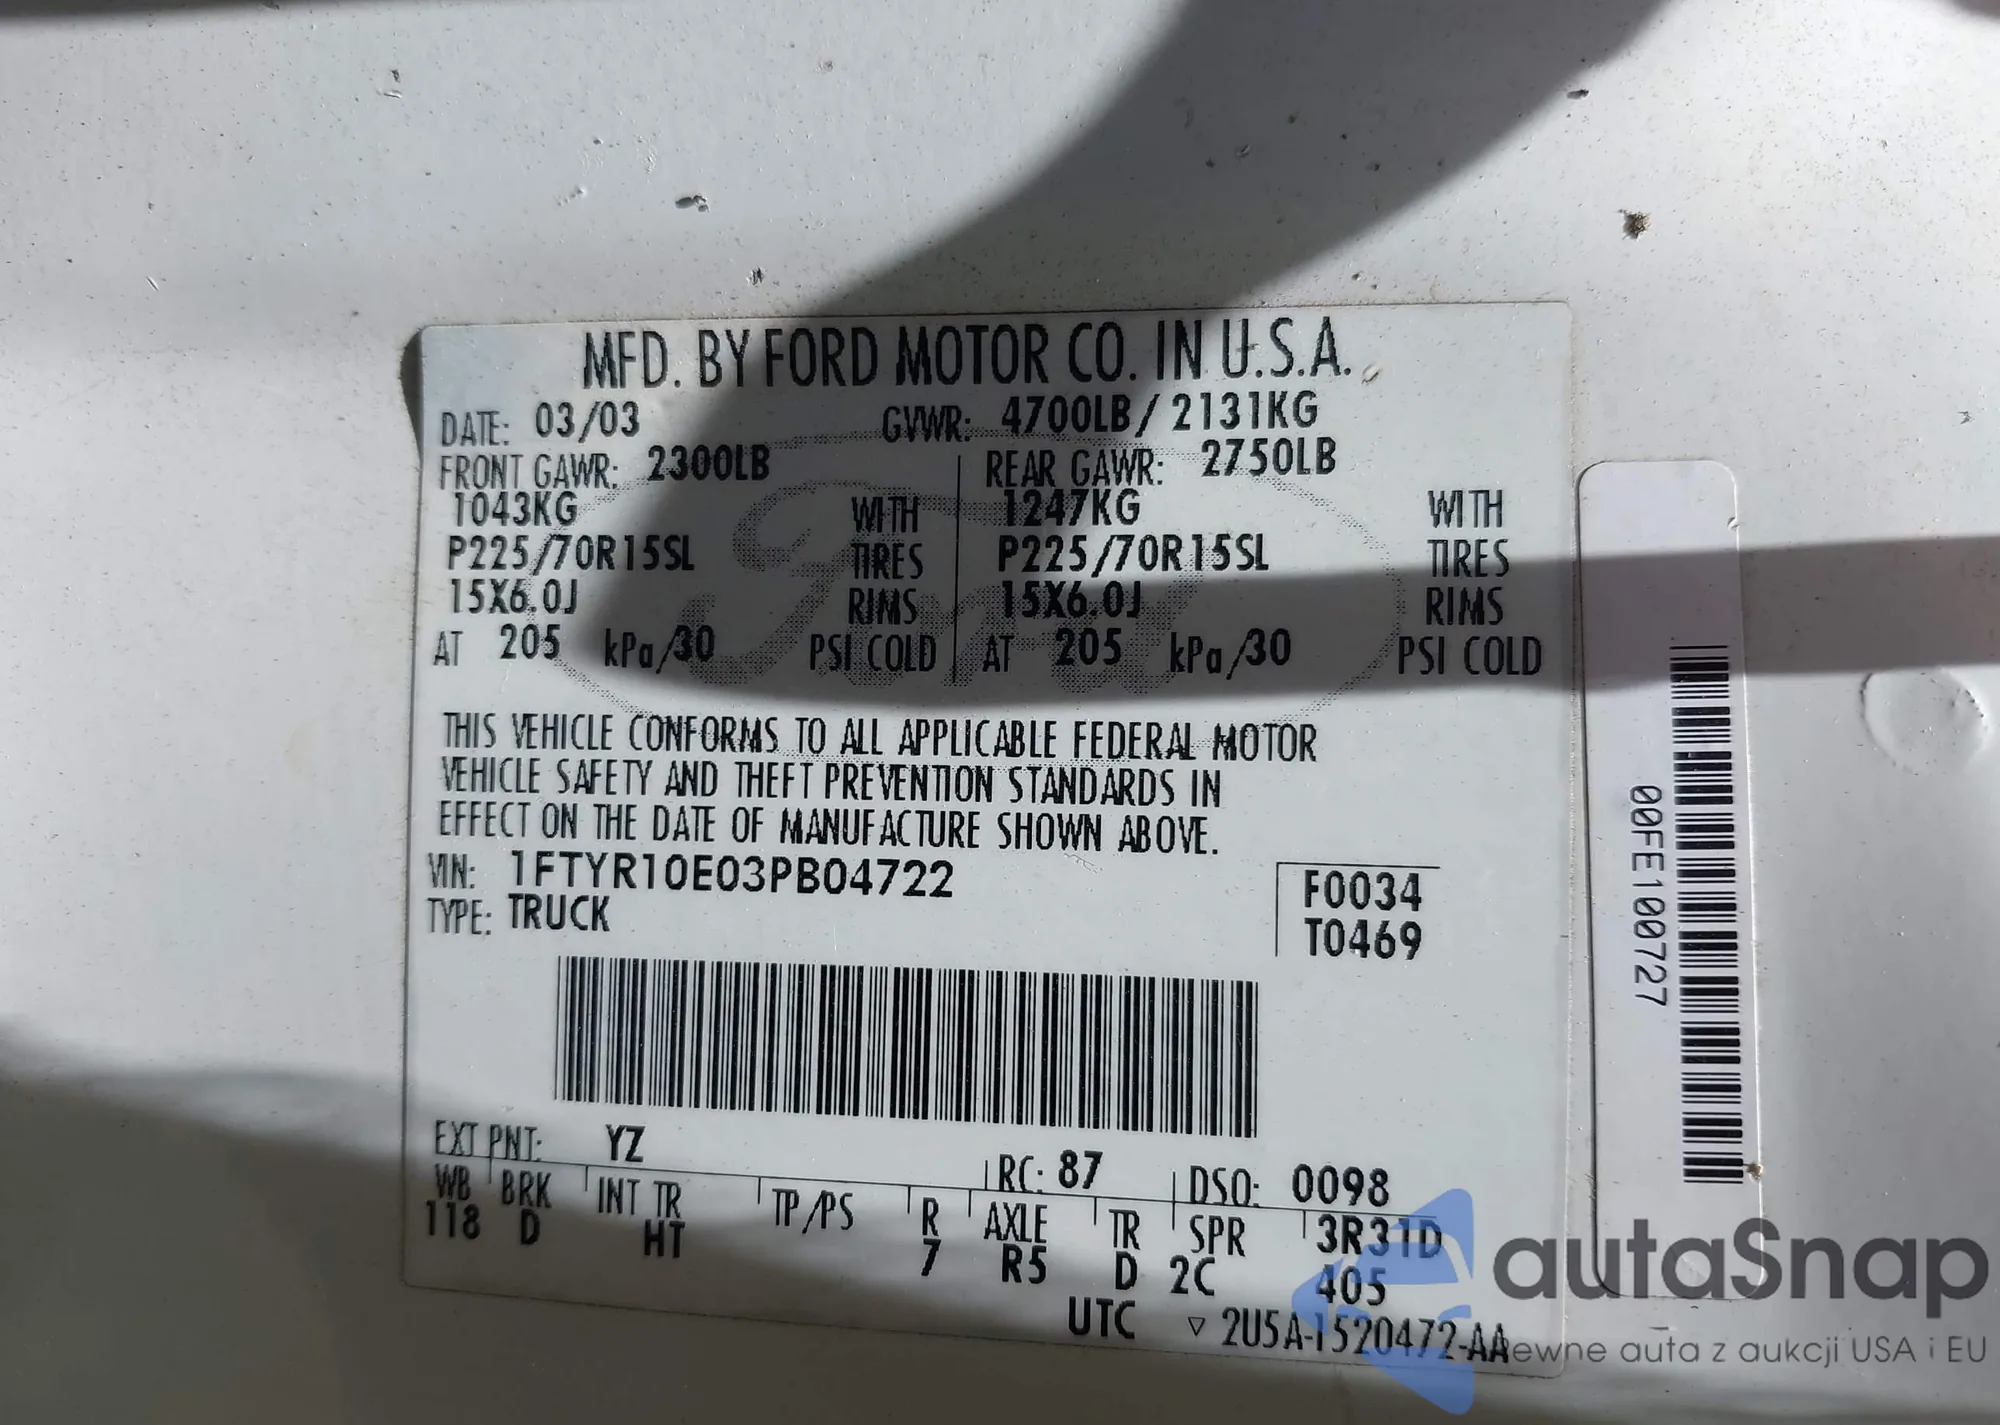 MFD. BY FORD MOTOR CO. IN U.S.A.
DATE: 03/03 GVWR: 4700LB/2131KG
FRONT GAWR: 2300LB REAR GAWR: 2750LB
1043KG WITH 1247KG WITH
P225/70R15SL TIRES P225/70R15SL TIRES
15X6.0J RIMS 15X6.0J RIMS
AT 205 kPa/30 PSI COLD AT 205 kPa/30 PSI COLD
Ford
THIS VEHICLE CONFORMS TO ALL APPLICABLE FEDERAL MOTOR
VEHICLE SAFETY AND THEFT PREVENTION STANDARDS IN
EFFECT ON THE DATE OF MANUFACTURE SHOWN ABOVE.
VIN: 1FTYR10E03PB04722 F0034
TYPE: TRUCK T0469
EXT PNT: YZ RC: 87 DSO: 0098
WB BRK INT TR TP/PS R AXLE TR SPR 3R31D
118 D HT 7 R5 D 2C 405
UTC ▽ 2U5A-1520472-AA
00FE100727
autaSnap
ewne auta z aukcji USA i EU